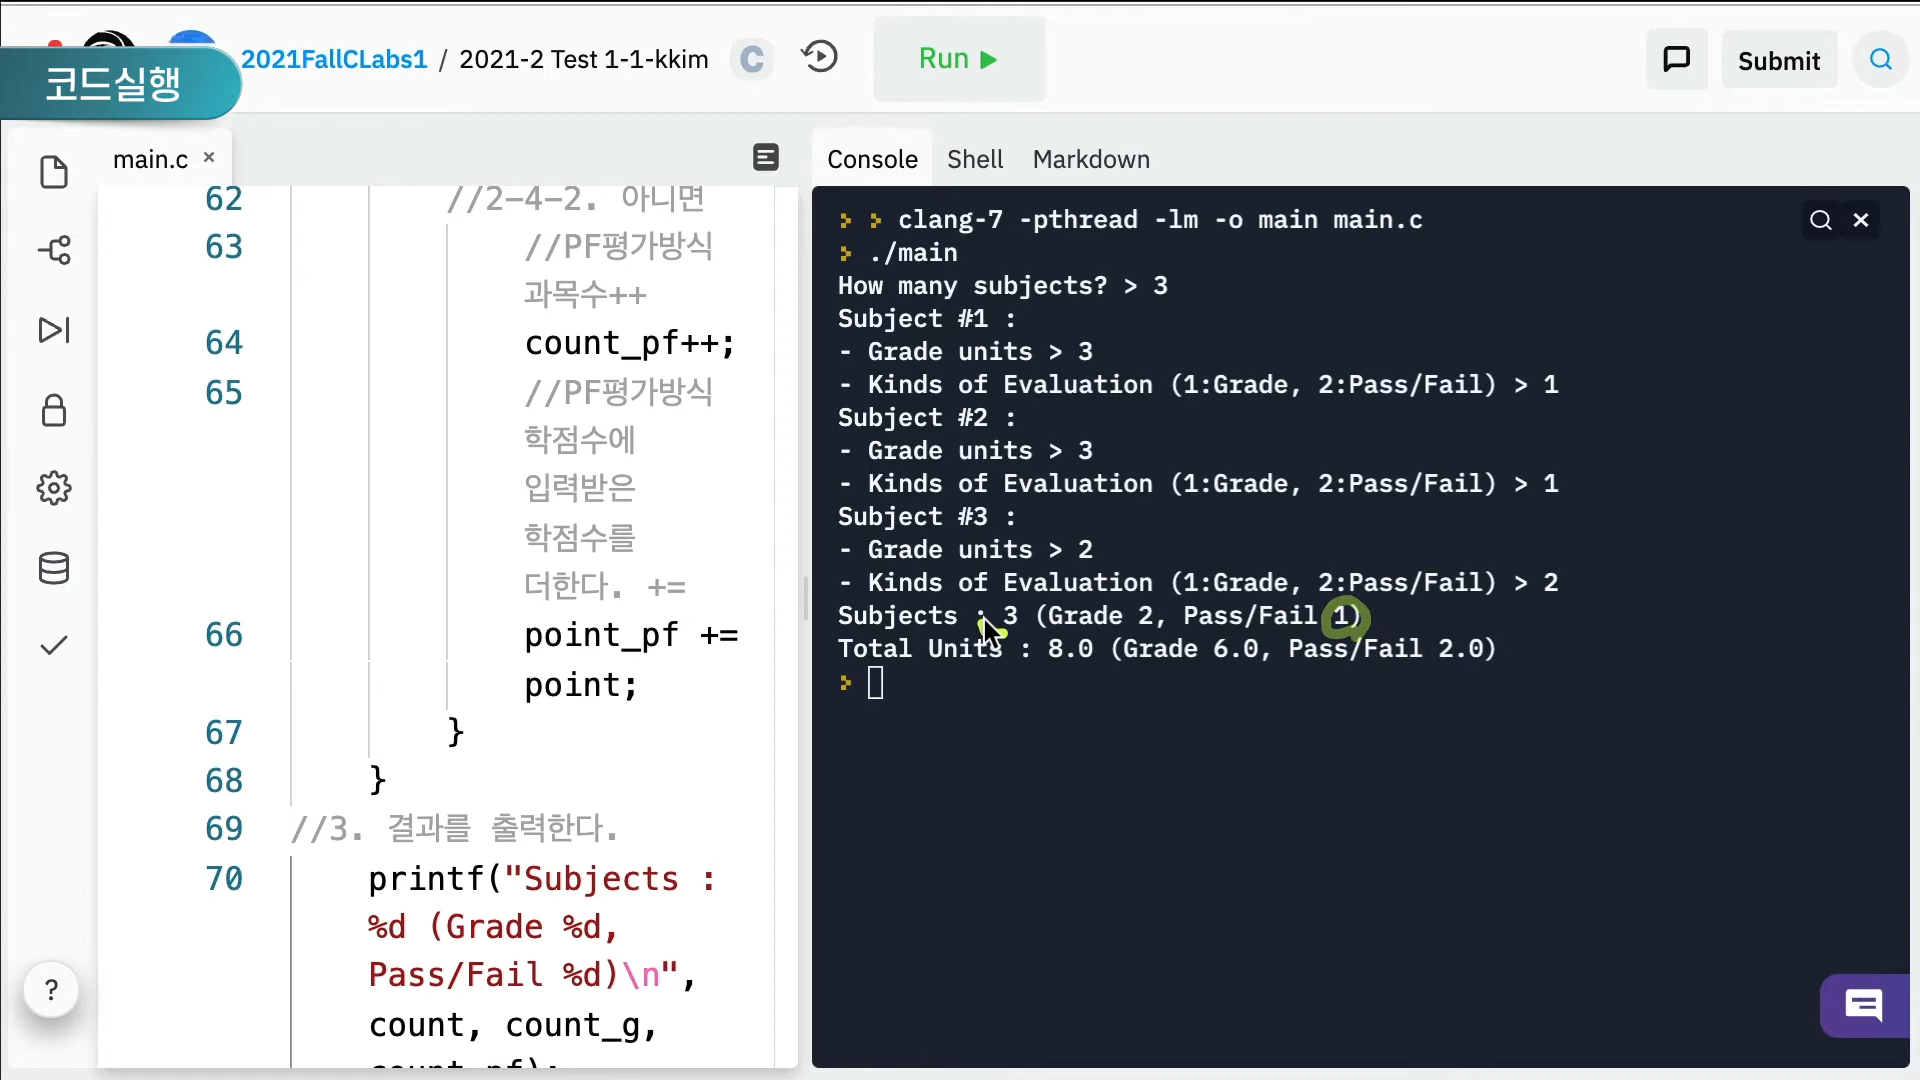 코드실행
2021FallCLabs1 / 2021-2 Test 1-1-kkim
C
Run
Submit
main.c ×
62 //2-4-2. 아니면
63 //PF평가방식
과목수++
64 count_pf++;
65 //PF평가방식
학점수에
입력받은
학점수를
더한다. +=
66 point_pf +=
point;
67 }
68 }
69 //3. 결과를 출력한다.
70 printf("Subjects :
%d (Grade %d,
Pass/Fail %d)\n",
count, count_g,
count_pf);
?
Console Shell Markdown
clang-7 -pthread -lm -o main main.c
./main
How many subjects? > 3
Subject #1 :
- Grade units > 3
- Kinds of Evaluation (1:Grade, 2:Pass/Fail) > 1
Subject #2 :
- Grade units > 3
- Kinds of Evaluation (1:Grade, 2:Pass/Fail) > 1
Subject #3 :
- Grade units > 2
- Kinds of Evaluation (1:Grade, 2:Pass/Fail) > 2
Subjects : 3 (Grade 2, Pass/Fail 1)
Total Units : 8.0 (Grade 6.0, Pass/Fail 2.0)